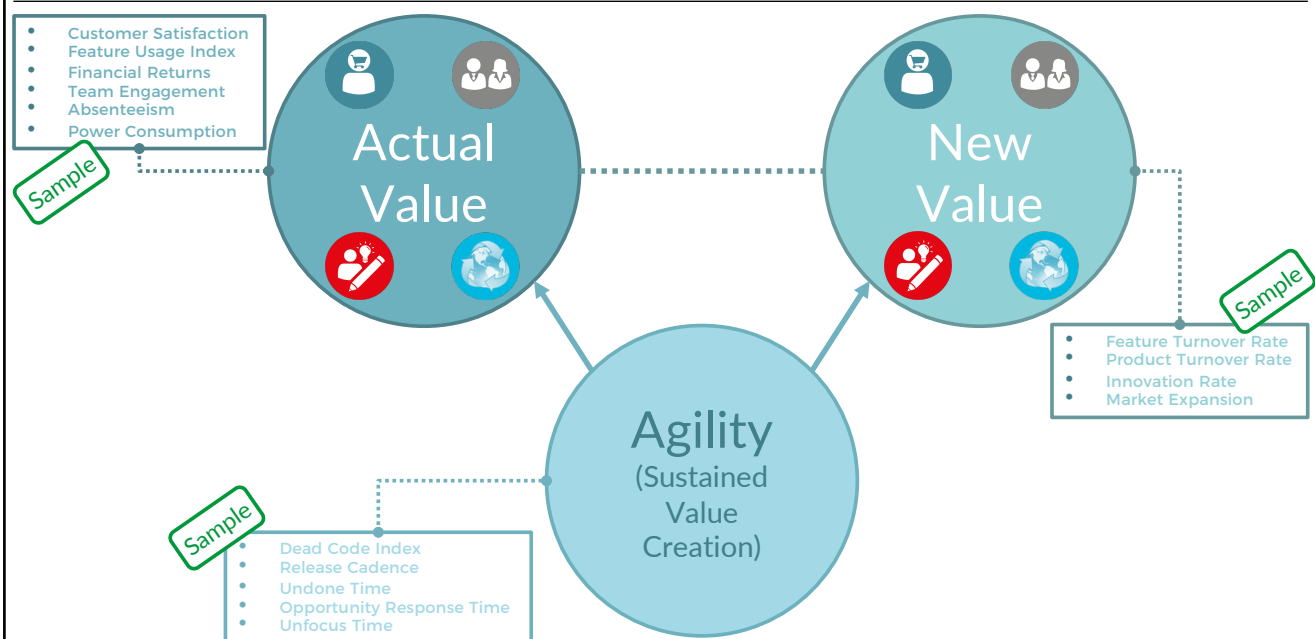 Customer Satisfaction
Feature Usage Index
Financial Returns
Team Engagement
Absenteeism
Power Consumption
Sample
Actual
Value
New
Value
Sample
Feature Turnover Rate
Product Turnover Rate
Innovation Rate
Market Expansion
Agility
(Sustained
Value
Creation)
Sample
Dead Code Index
Release Cadence
Undone Time
Opportunity Response Time
Unfocus Time